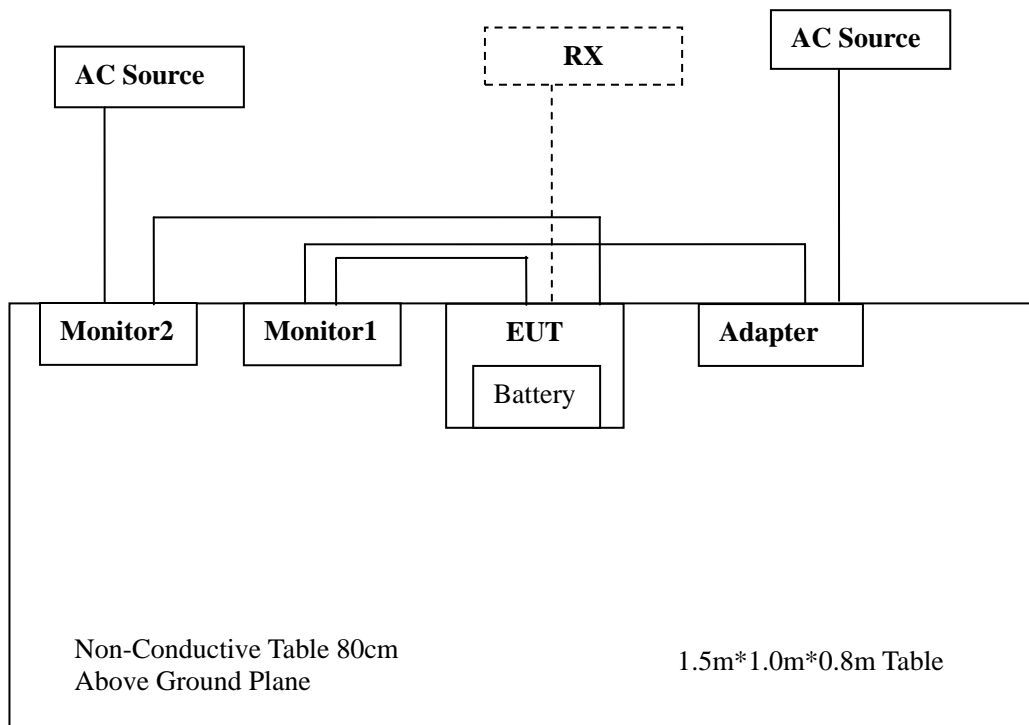 AC Source
RX
AC Source
Monitor2
Monitor1
EUT
Adapter
Battery
Non-Conductive Table 80cm
Above Ground Plane
1.5m*1.0m*0.8m Table